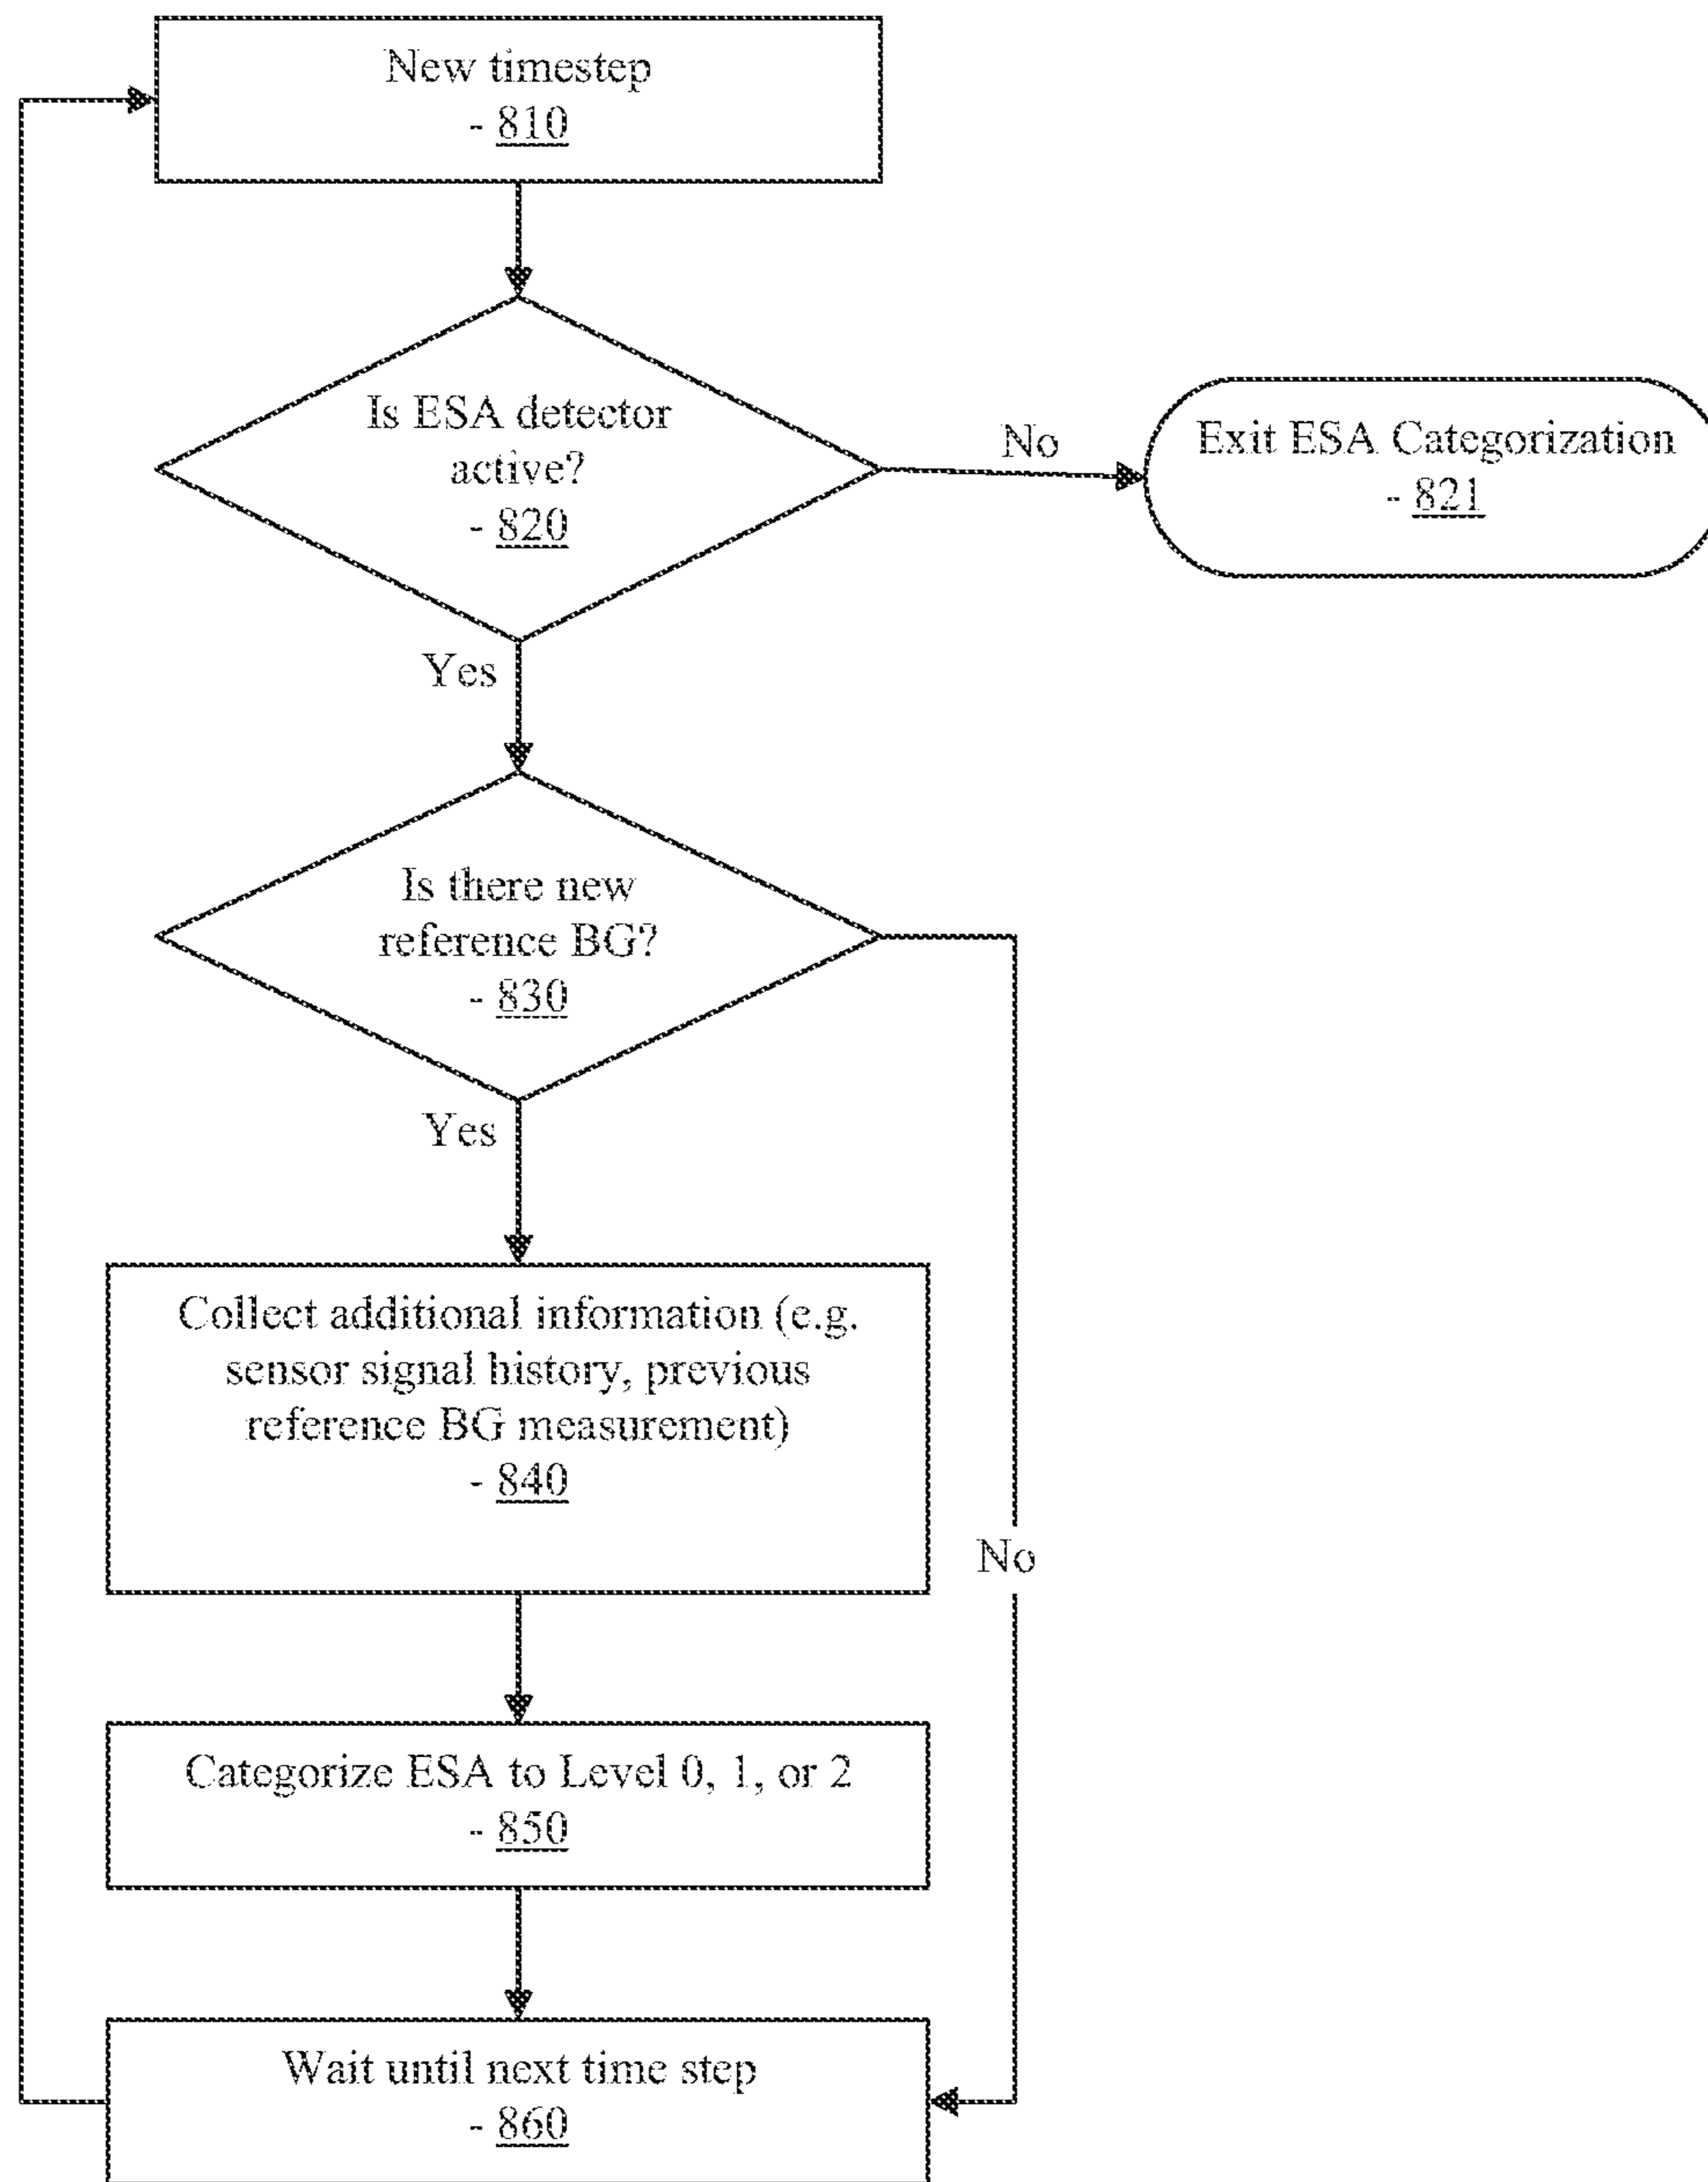 New timestep
- 810
Is ESA detector
active?
- 820
No
Exit ESA Categorization
- 821
Yes
Is there new
reference BG?
- 830
Yes
Collect additional information (e.g.
sensor signal history, previous
reference BG measurement)
- 840
No
Categorize ESA to Level 0, 1, or 2
- 850
Wait until next time step
- 860